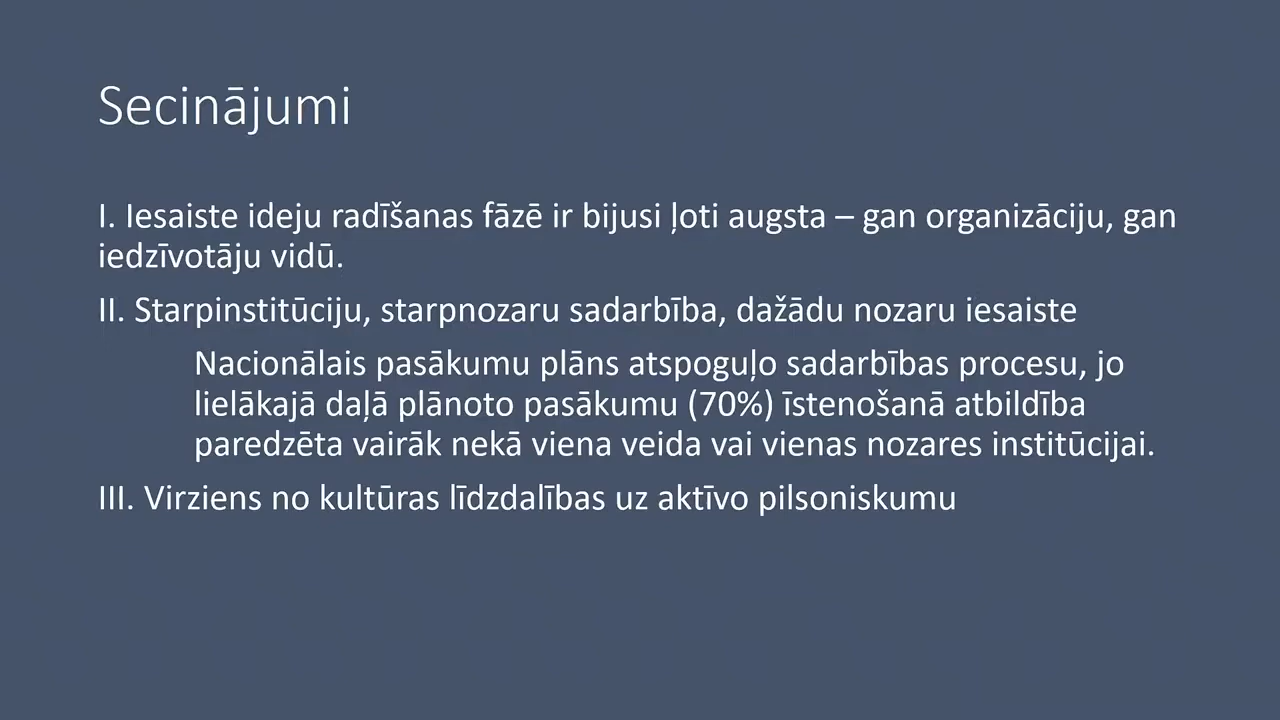 Secinājumi
I. Iesaiste ideju radīšanas fāzē ir bijusi ļoti augsta – gan organizāciju, gan
iedzīvotāju vidū.
II. Starpinstitūciju, starpnozaru sadarbība, dažādu nozaru iesaiste
Nacionālais pasākumu plāns atspoguļo sadarbības procesu, jo
lielākajā daļā plānoto pasākumu (70%) īstenošanā atbildība
paredzēta vairāk nekā viena veida vai vienas nozares institūcijai.
III. Virziens no kultūras līdzdalības uz aktīvo pilsoniskumu